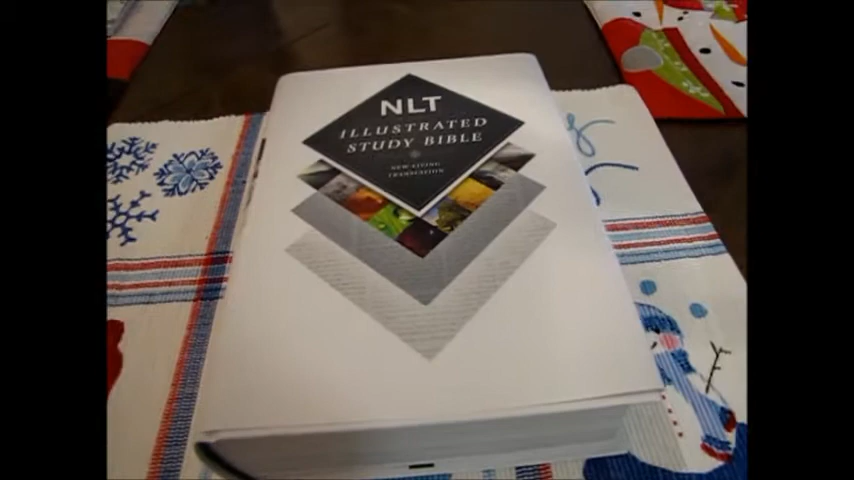 NLT
ILLUSTRATED
STUDY BIBLE
NEW LIVING
TRANSLATION